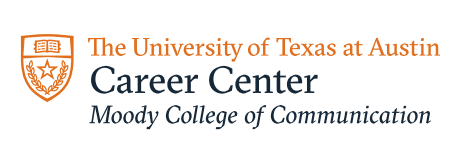 The University of Texas at Austin
Career Center
Moody College of Communication